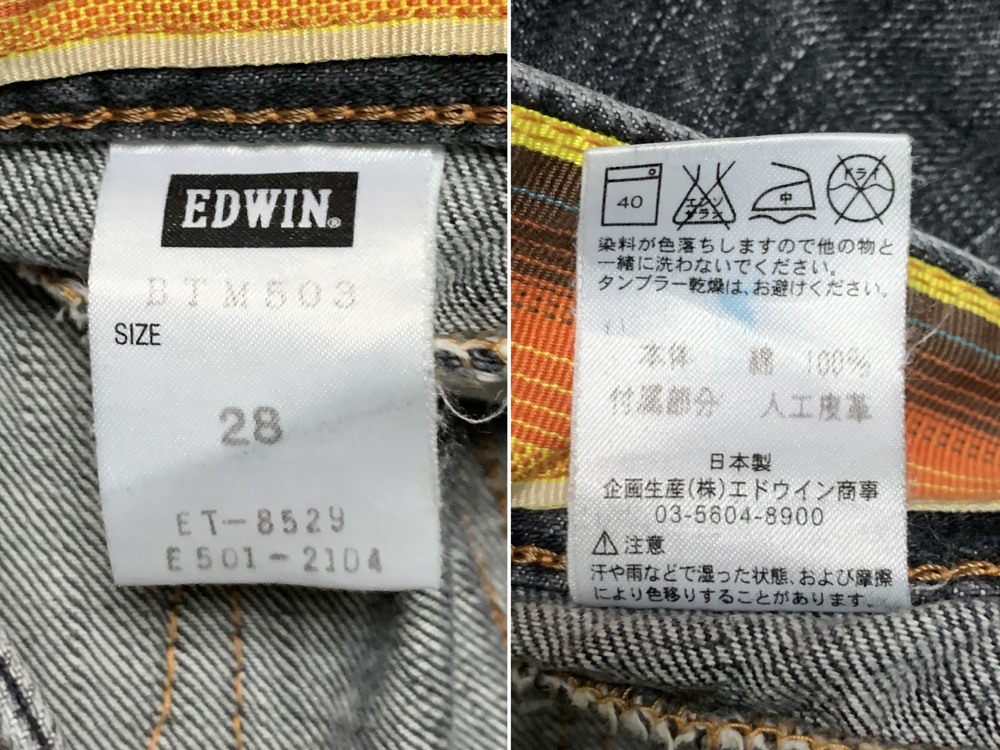 EDWIN®
BTM503
SIZE
28
ET-8529
E501-2104
40
エンソ
サラシ
中
ドライ
染料が色落ちしますので他の物と
一緒に洗わないでください。
タンブラー乾燥は、お避けください。
本体 綿 100%
付属部分 人工皮革
日本製
企画生産(株)エドウイン商事
03-5604-8900
注意
汗や雨などで湿った状態、および摩擦
により色移りすることがあります。